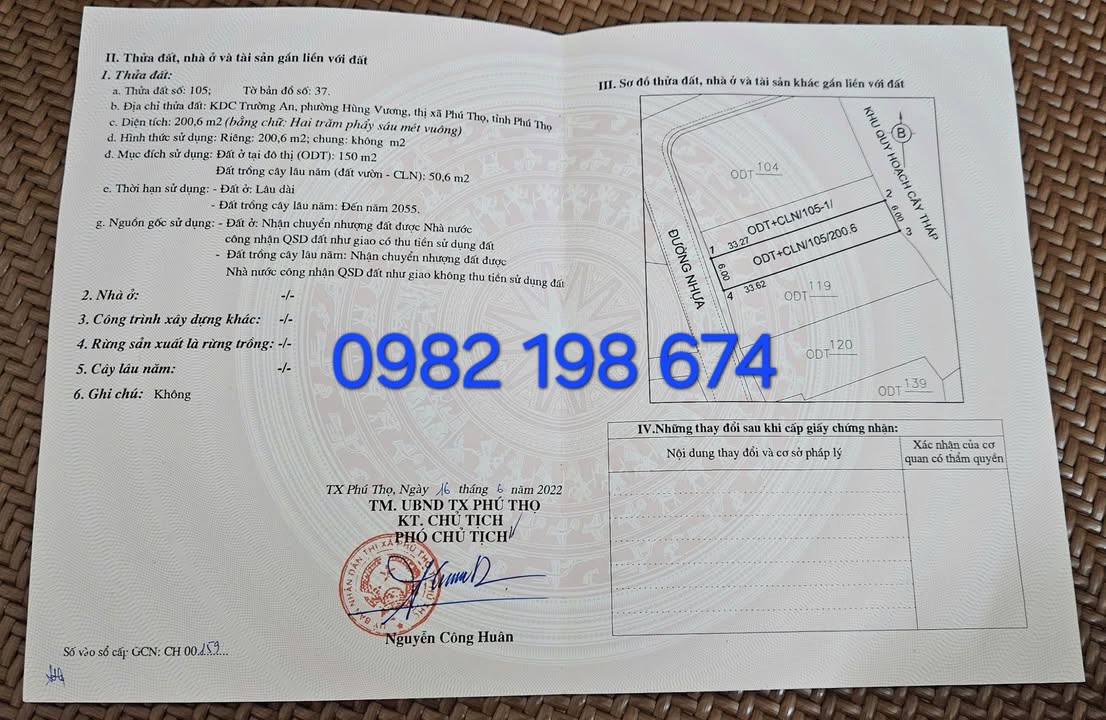 II. Thửa đất, nhà ở và tài sản gắn liền với đất
1. Thửa đất:
a. Thửa đất số: 105; Tờ bản đồ số: 37.
b. Địa chỉ thửa đất: KDC Trường An, phường Hùng Vương, thị xã Phú Thọ, tỉnh Phú Thọ
c. Diện tích: 200,6 m2 (bằng chữ: Hai trăm phẩy sáu mét vuông)
d. Hình thức sử dụng: Riêng: 200,6 m2; chung: không m2
đ. Mục đích sử dụng: Đất ở tại đô thị (ODT): 150 m2
Đất trồng cây lâu năm (đất vườn - CLN): 50,6 m2
e. Thời hạn sử dụng: - Đất ở: Lâu dài
- Đất trồng cây lâu năm: Đến năm 2055.
g. Nguồn gốc sử dụng: - Đất ở: Nhận chuyển nhượng đất được Nhà nước
công nhận QSD đất như giao có thu tiền sử dụng đất
- Đất trồng cây lâu năm: Nhận chuyển nhượng đất được
Nhà nước công nhận QSD đất như giao không thu tiền sử dụng đất
2. Nhà ở: -/-
3. Công trình xây dựng khác: -/-
4. Rừng sản xuất là rừng trồng: -/-
5. Cây lâu năm: -/-
6. Ghi chú: Không
0982 198 674
TX Phú Thọ, Ngày 16 tháng 6 năm 2022
TM. UBND TX PHÚ THỌ
KT. CHỦ TỊCH
PHÓ CHỦ TỊCH
Nguyễn Công Huân
Số vào sổ cấp GCN: CH 00159
III. Sơ đồ thửa đất, nhà ở và tài sản khác gắn liền với đất
B
KHU QUY HOẠCH CÂY THÁP
ODT 104
ODT+CLN/105-1/
2
6.00
3
1
33.27
ODT+CLN/105/200.6
6.00
4
33.62
ĐƯỜNG NHỰA
ODT 119
ODT 120
ODT 139
IV.Những thay đổi sau khi cấp giấy chứng nhận:
Nội dung thay đổi và cơ sở pháp lý
Xác nhận của cơ
quan có thẩm quyền